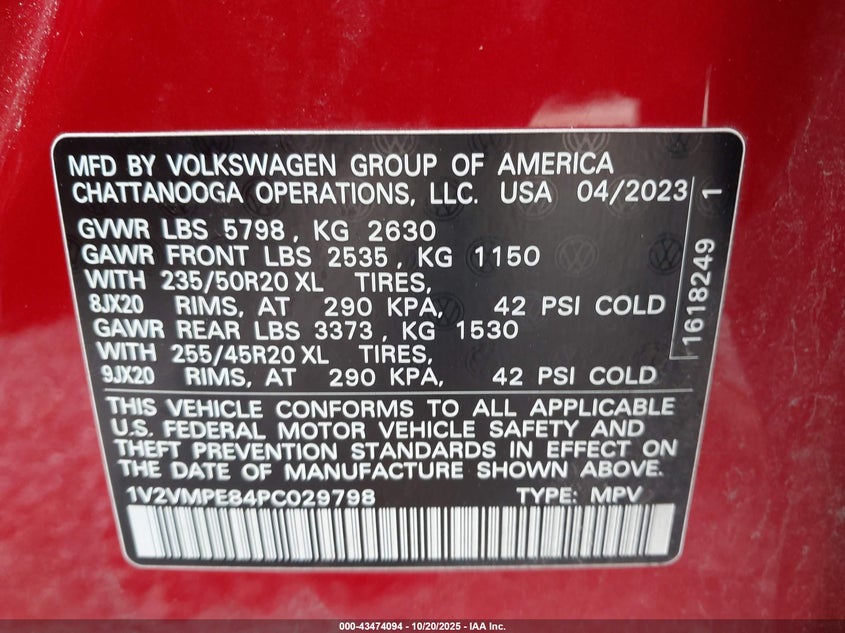 MFD BY VOLKSWAGEN GROUP OF AMERICA
CHATTANOOGA OPERATIONS, LLC. USA 04/2023
GVWR LBS 5798, KG 2630
GAWR FRONT LBS 2535, KG 1150
WITH 235/50R20 XL TIRES,
8JX20 RIMS, AT 290 KPA, 42 PSI COLD
GAWR REAR LBS 3373, KG 1530
WITH 255/45R20 XL TIRES,
9JX20 RIMS, AT 290 KPA, 42 PSI COLD
1618249 1
THIS VEHICLE CONFORMS TO ALL APPLICABLE
U.S. FEDERAL MOTOR VEHICLE SAFETY AND
THEFT PREVENTION STANDARDS IN EFFECT ON
THE DATE OF MANUFACTURE SHOWN ABOVE
1V2VMPE84PC029798 TYPE: MPV
000-43474094 - 10/20/2025 - IAA Inc.